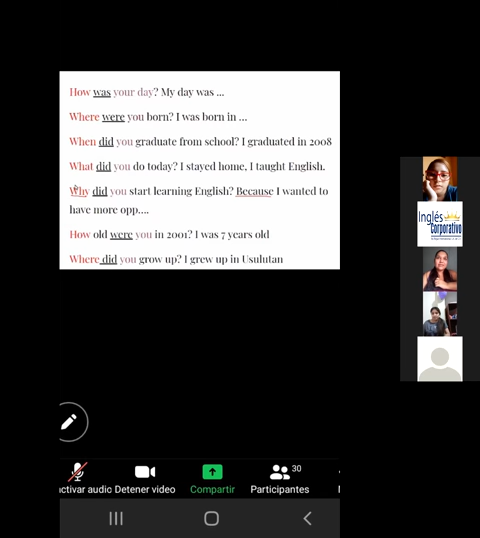 How was your day? My day was ...
Where were you born? I was born in ...
When did you graduate from school? I graduated in 2008
What did you do today? I stayed home, I taught English.
Why did you start learning English? Because I wanted to
have more opp....
How old were you in 2001? I was 7 years old
Where did you grow up? I grew up in Usulutan
Inglés
Corporativo
30
activar audio Detener video Compartir Participantes